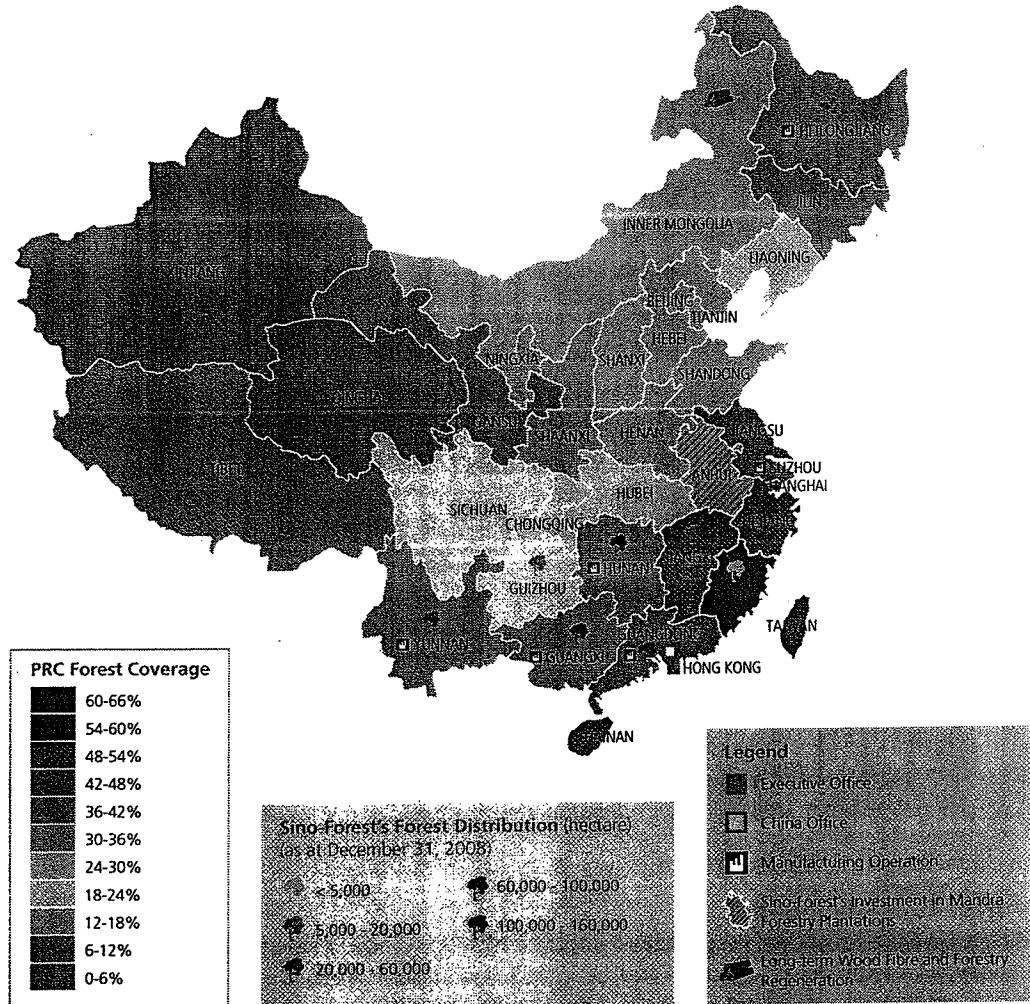 HEILONGJIANG
JILIN
INNER MONGOLIA
LIAONING
XINJIANG
BEIJING
TIANJIN
HEBEI
NINGXIA
SHANXI
SHANDONG
QINGHAI
GANSU
SHAANXI
HENAN
JIANGSU
TIBET
ANHUI
SUZHOU
SHANGHAI
HUBEI
SICHUAN
CHONGQING
HUNAN
GUIZHOU
YUNNAN
GUANGXI
GUANGDONG
TAIWAN
HONG KONG
HAINAN
PRC Forest Coverage
60-66%
54-60%
48-54%
42-48%
36-42%
30-36%
24-30%
18-24%
12-18%
6-12%
0-6%
Sino-Forest's Forest Distribution (hectare)
(as at December 31, 2008)
< 5,000
5,000 - 20,000
20,000 - 60,000
60,000 - 100,000
100,000 - 160,000
Legend
Executive Office
China Office
Manufacturing Operation
Sino-Forest's Investment in Mandra
Forestry Plantations
Long-term Wood Fibre and Forestry
Regeneration